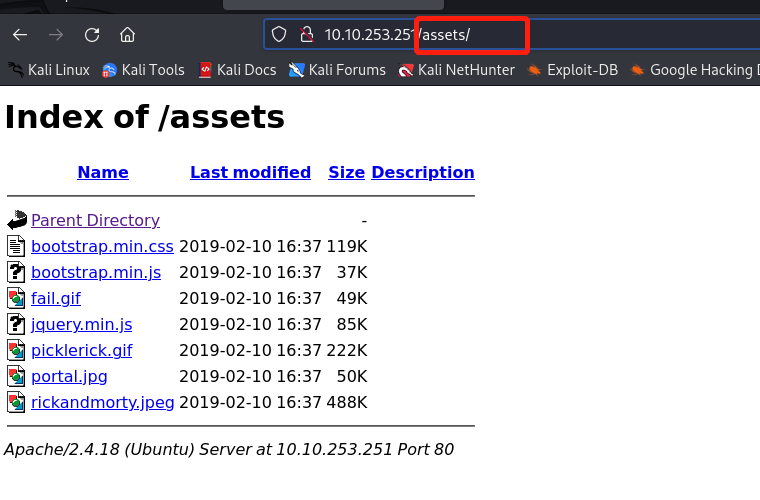 10.10.253.251/assets/
Kali Linux Kali Tools Kali Docs Kali Forums Kali NetHunter Exploit-DB Google Hacking
Index of /assets
Name Last modified Size Description
Parent Directory -
bootstrap.min.css 2019-02-10 16:37 119K
bootstrap.min.js 2019-02-10 16:37 37K
fail.gif 2019-02-10 16:37 49K
jquery.min.js 2019-02-10 16:37 85K
picklerick.gif 2019-02-10 16:37 222K
portal.jpg 2019-02-10 16:37 50K
rickandmorty.jpeg 2019-02-10 16:37 488K
Apache/2.4.18 (Ubuntu) Server at 10.10.253.251 Port 80